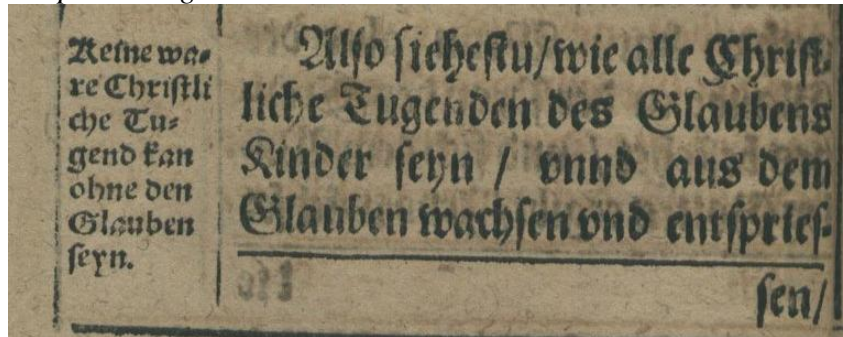 Keine wa⸗
re Christli
che Tu⸗
gend kan
ohne den
Glauben
seyn.
Also siehestu/wie alle Christ⸗
liche Tugenden des Glaubens
Kinder seyn / vnnd aus dem
Glauben wachsen vnd entspries⸗
sen/